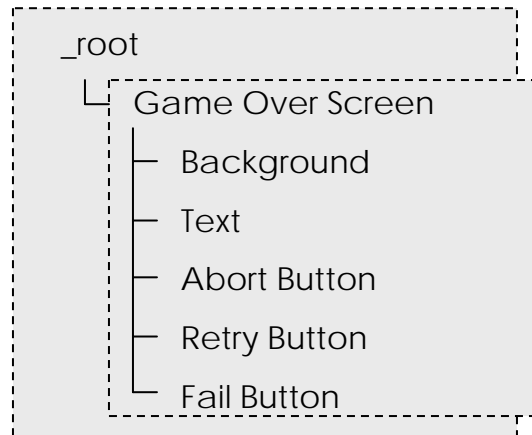 _root
Game Over Screen
Background
Text
Abort Button
Retry Button
Fail Button